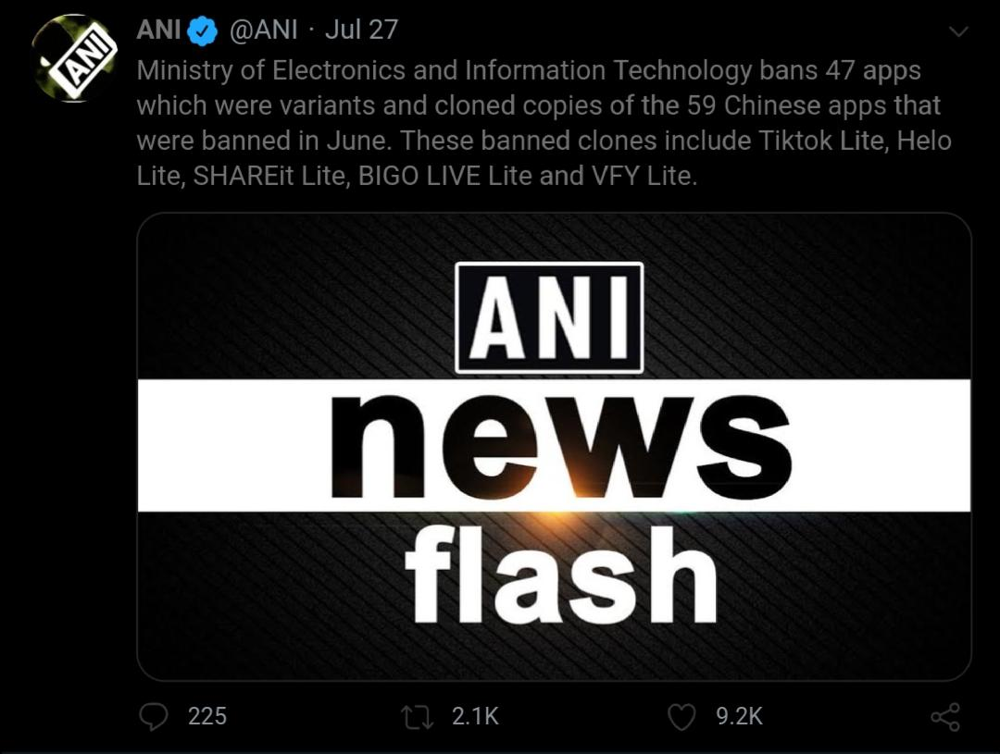 ANI @ANI · Jul 27
Ministry of Electronics and Information Technology bans 47 apps
which were variants and cloned copies of the 59 Chinese apps that
were banned in June. These banned clones include Tiktok Lite, Helo
Lite, SHAREit Lite, BIGO LIVE Lite and VFY Lite.
ANI
ANI
news
flash
225 2.1K 9.2K